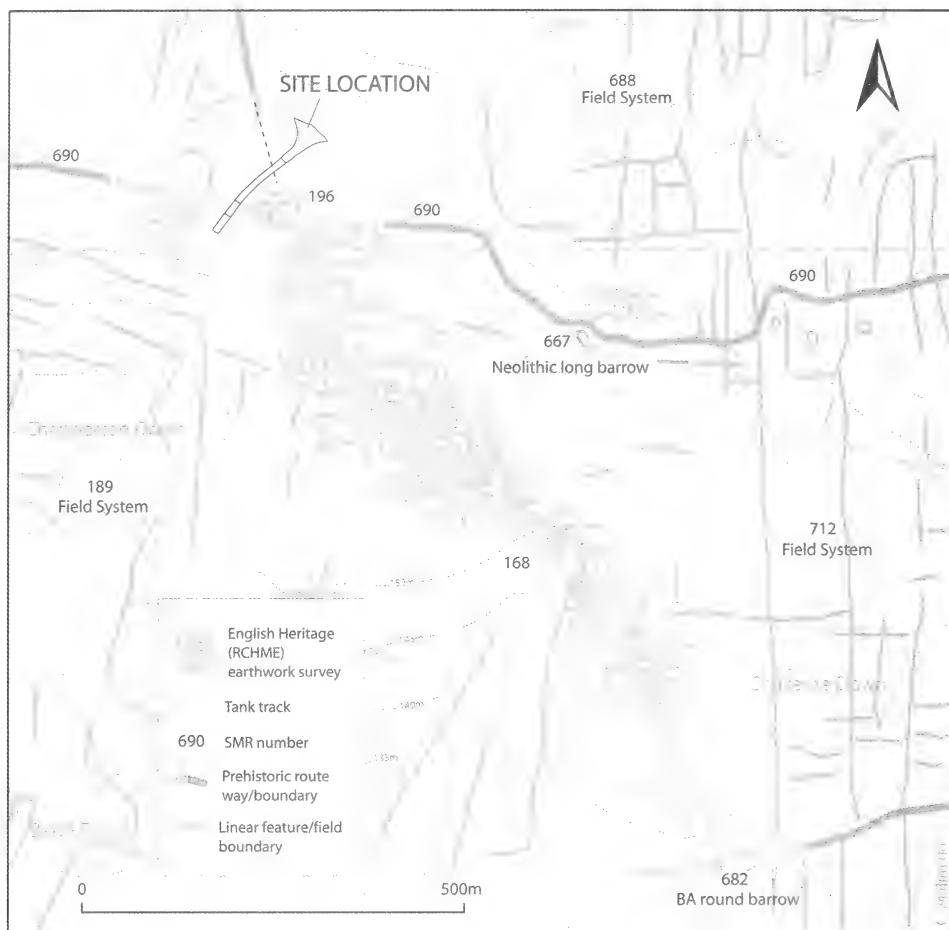 SITE LOCATION
688
Field System
690
196
690
690
667
Neolithic long barrow
189
Field System
712
Field System
168
English Heritage
(RCHME)
earthwork survey
Tank track
690 SMR number
Prehistoric route
way/boundary
Linear feature/field
boundary
140m
135m
0 500m
682
BA round barrow